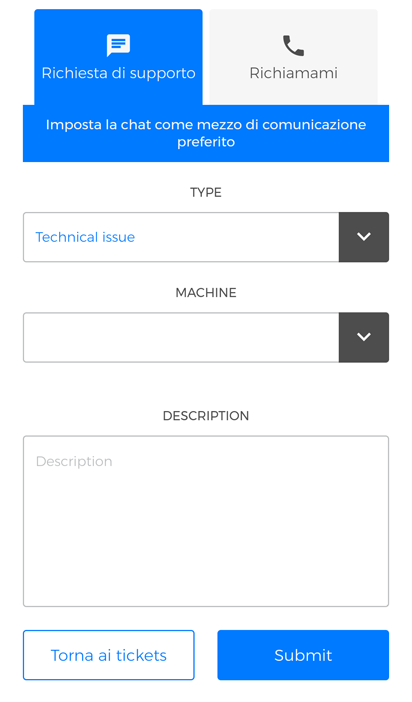 Richiesta di supporto
Richiamami
Imposta la chat come mezzo di comunicazione
preferito
TYPE
Technical issue
MACHINE
DESCRIPTION
Description
Torna ai tickets
Submit